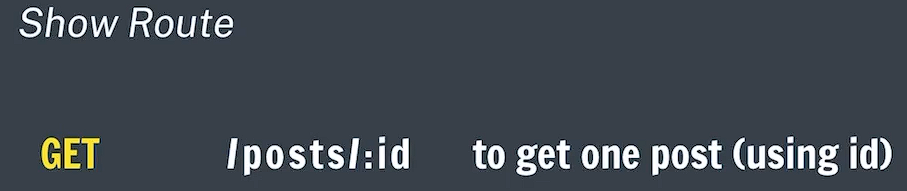 Show Route
GET /posts/:id to get one post (using id)